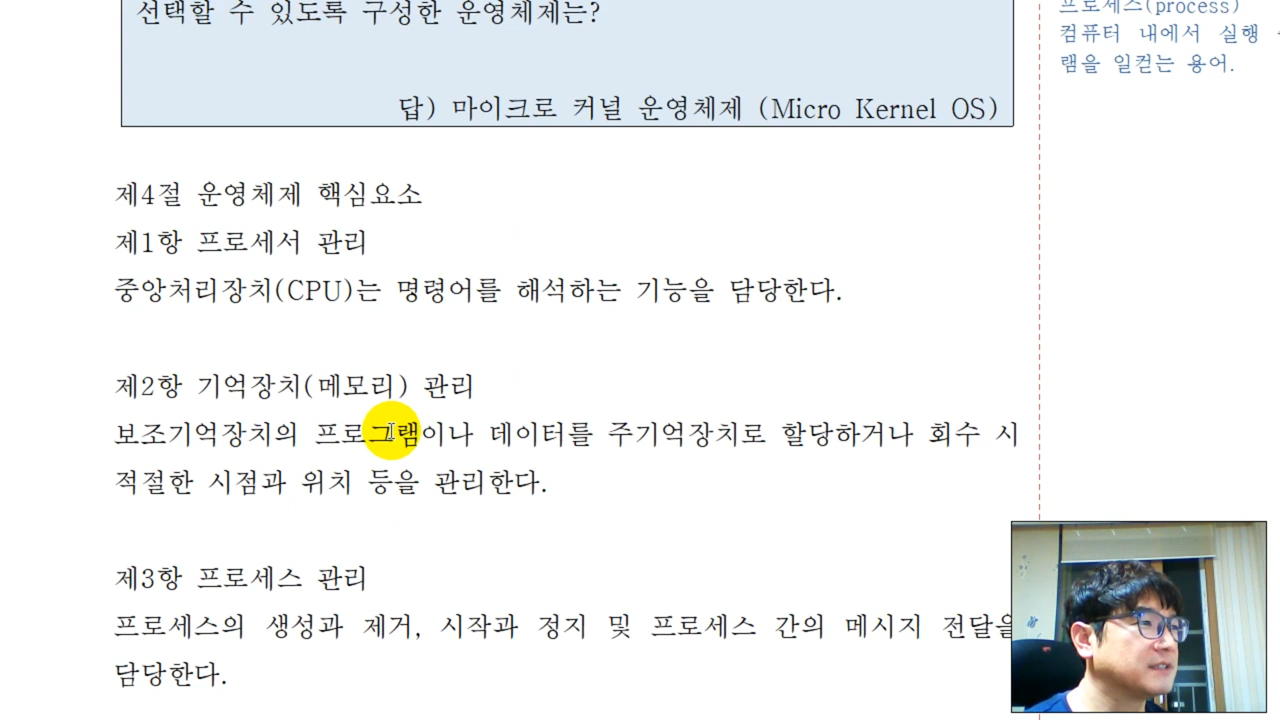 선택할 수 있도록 구성한 운영체제는?
답) 마이크로 커널 운영체제 (Micro Kernel OS)
제4절 운영체제 핵심요소
제1항 프로세서 관리
중앙처리장치(CPU)는 명령어를 해석하는 기능을 담당한다.
제2항 기억장치(메모리) 관리
보조기억장치의 프로그램이나 데이터를 주기억장치로 할당하거나 회수 시
적절한 시점과 위치 등을 관리한다.
제3항 프로세스 관리
프로세스의 생성과 제거, 시작과 정지 및 프로세스 간의 메시지 전달을
담당한다.
프로세스(process)
컴퓨터 내에서 실행
램을 일컫는 용어.